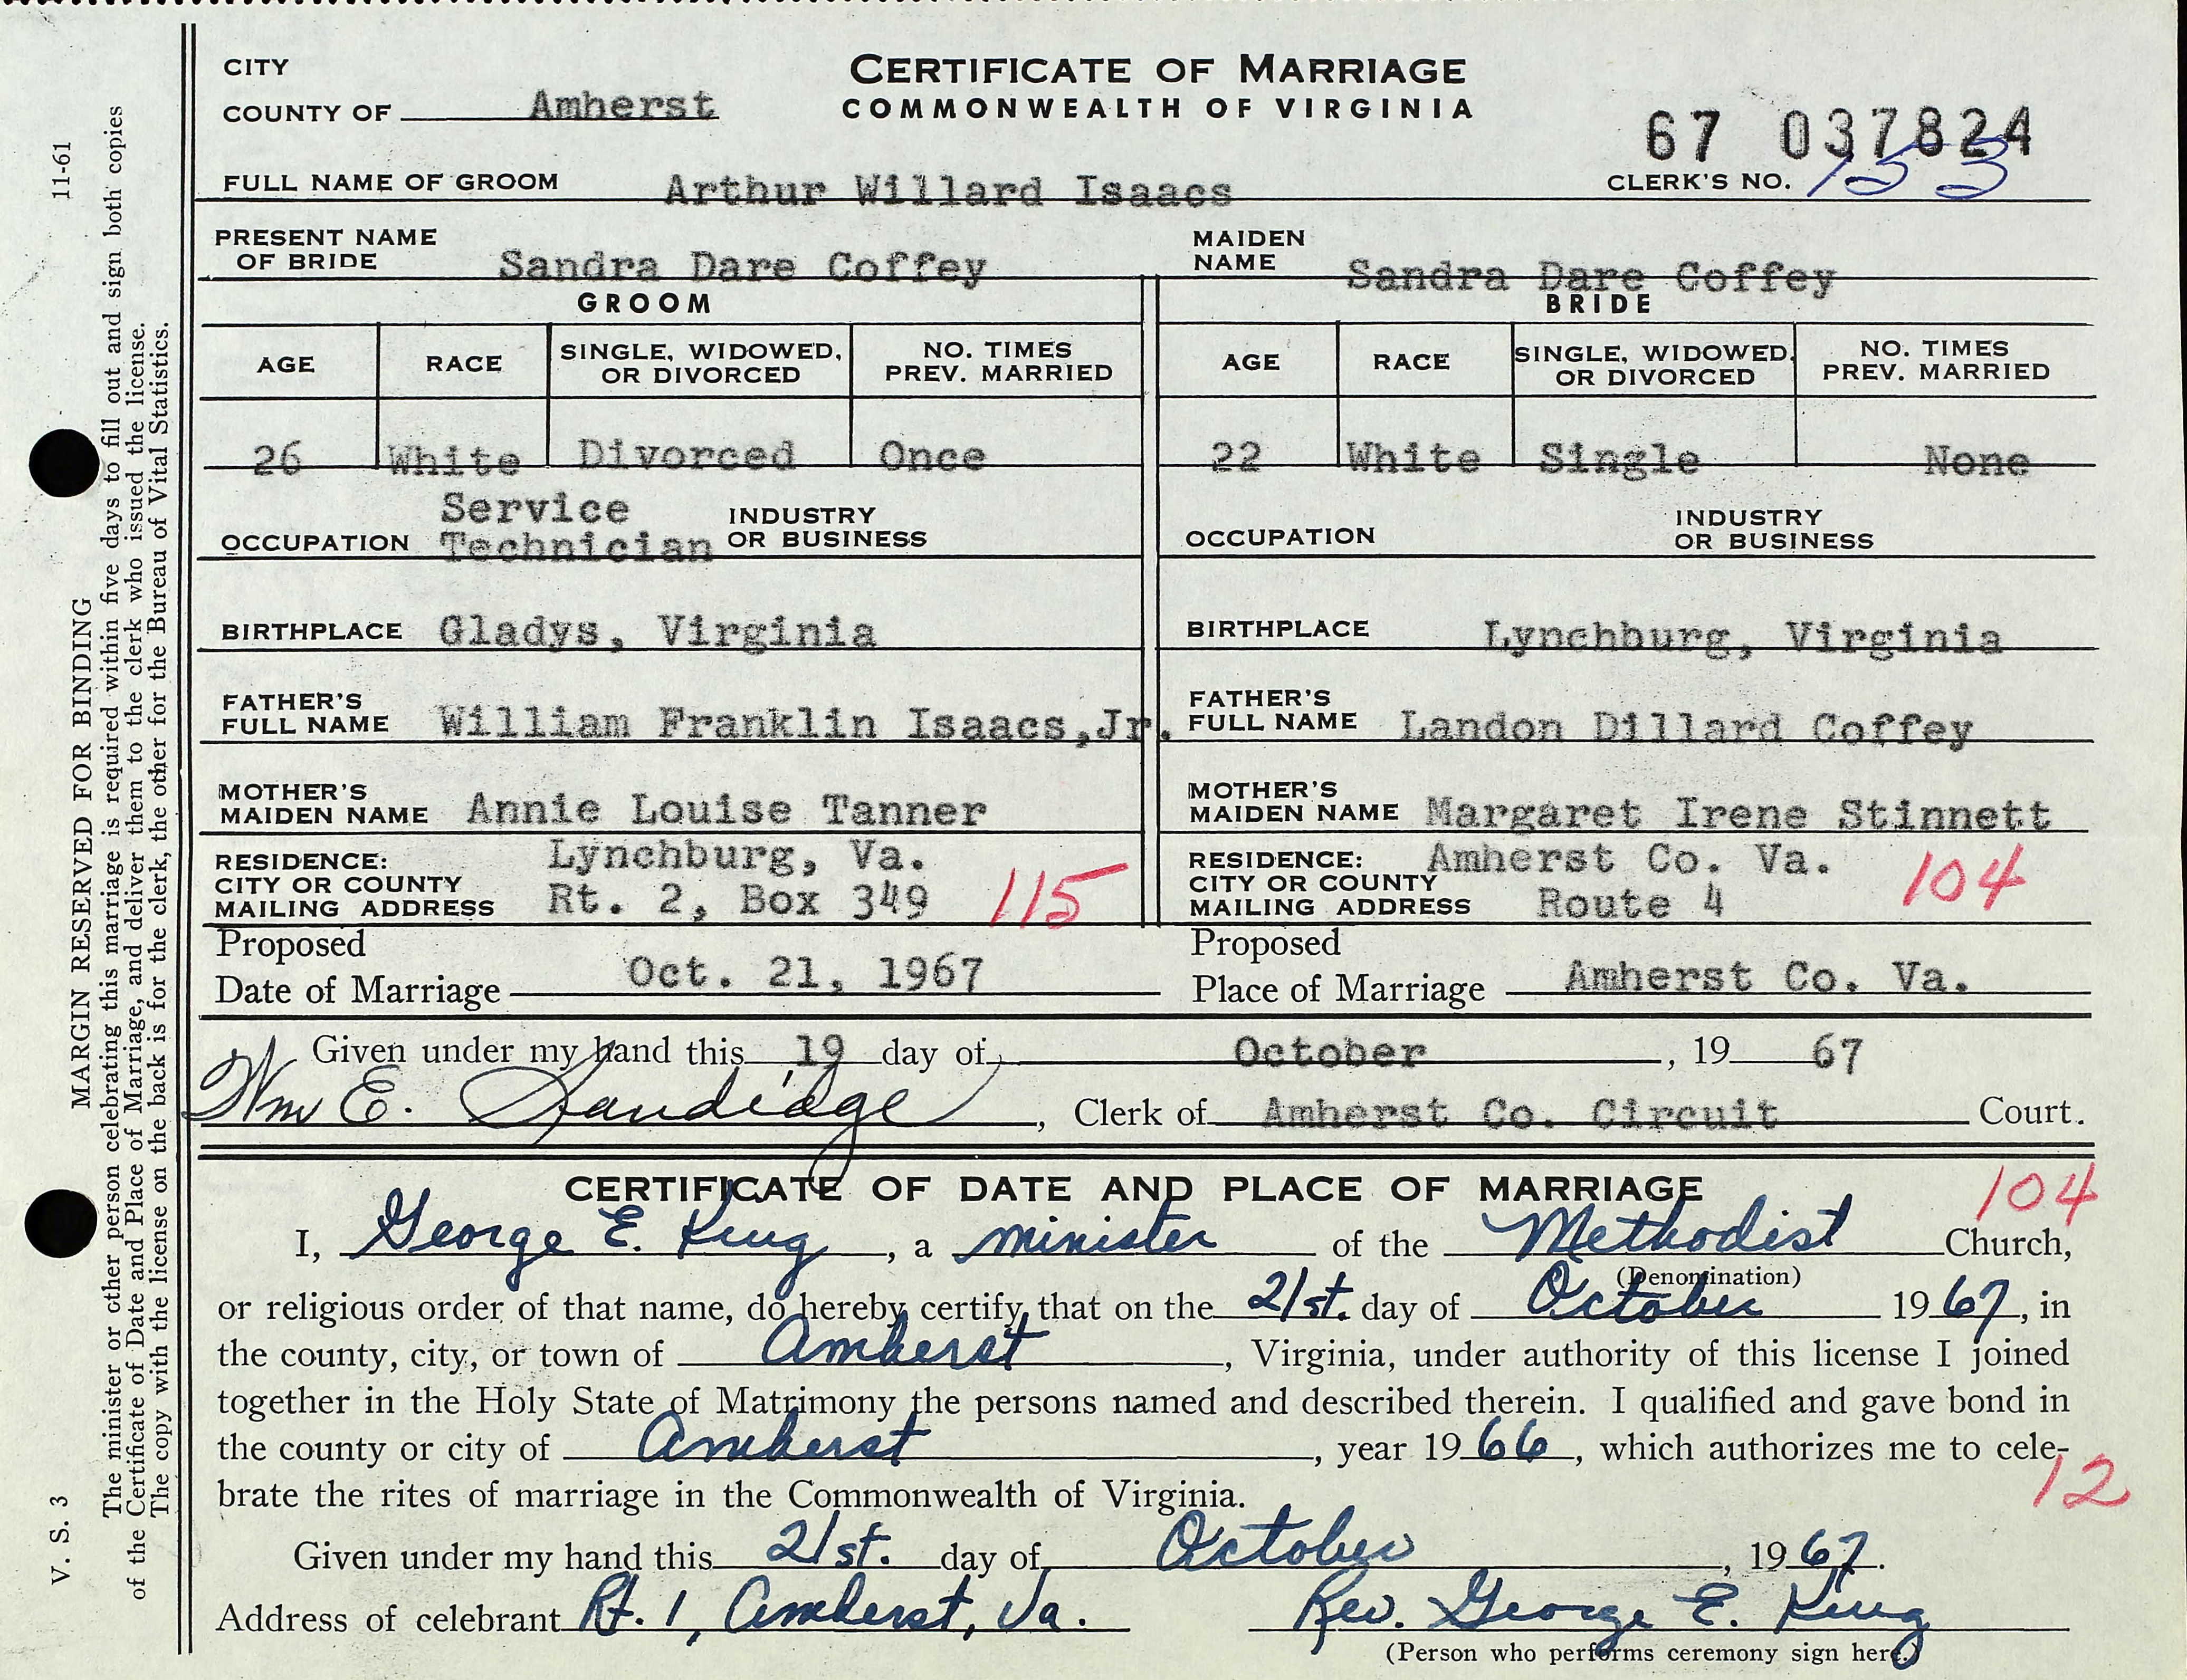 CITY
COUNTY OF Amherst
CERTIFICATE OF MARRIAGE
COMMONWEALTH OF VIRGINIA
67 037824
FULL NAME OF GROOM Arthur Willard Isaacs
CLERK'S NO. 153
PRESENT NAME
OF BRIDE Sandra Dare Coffey
MAIDEN
NAME Sandra Dare Coffey
GROOM
AGE RACE SINGLE, WIDOWED, OR DIVORCED NO. TIMES PREV. MARRIED
26 White Divorced Once
OCCUPATION Service Technician INDUSTRY OR BUSINESS
BIRTHPLACE Gladys, Virginia
FATHER'S
FULL NAME William Franklin Isaacs,Jr.
MOTHER'S
MAIDEN NAME Annie Louise Tanner
RESIDENCE: Lynchburg, Va.
CITY OR COUNTY
MAILING ADDRESS Rt. 2, Box 349 115
BRIDE
AGE RACE SINGLE, WIDOWED, OR DIVORCED NO. TIMES PREV. MARRIED
22 White Single None
OCCUPATION INDUSTRY OR BUSINESS
BIRTHPLACE Lynchburg, Virginia
FATHER'S
FULL NAME Landon Dillard Coffey
MOTHER'S
MAIDEN NAME Margaret Irene Stinnett
RESIDENCE: Amherst Co. Va.
CITY OR COUNTY 104
MAILING ADDRESS Route 4
Proposed
Date of Marriage Oct. 21, 1967
Proposed
Place of Marriage Amherst Co. Va.
Given under my hand this 19 day of October, 19 67
Wm E. Sandidge, Clerk of Amherst Co. Circuit Court.
CERTIFICATE OF DATE AND PLACE OF MARRIAGE
104
I, George E. King, a minister of the Methodist Church,
(Denomination)
or religious order of that name, do hereby certify that on the 21st. day of October 1967, in
the county, city, or town of Amherst, Virginia, under authority of this license I joined
together in the Holy State of Matrimony the persons named and described therein. I qualified and gave bond in
the county or city of Amherst, year 1966, which authorizes me to cele-
12
brate the rites of marriage in the Commonwealth of Virginia.
Given under my hand this 21st. day of October, 1967.
Address of celebrant Rt. 1, Amherst, Va. Rev. George E. King
(Person who performs ceremony sign here.)
V. S. 3 MARGIN RESERVED FOR BINDING 11-61
The minister or other person celebrating this marriage is required within five days to fill out and sign both copies
of the Certificate of Date and Place of Marriage, and deliver them to the clerk who issued the license.
The copy with the license on the back is for the clerk, the other for the Bureau of Vital Statistics.